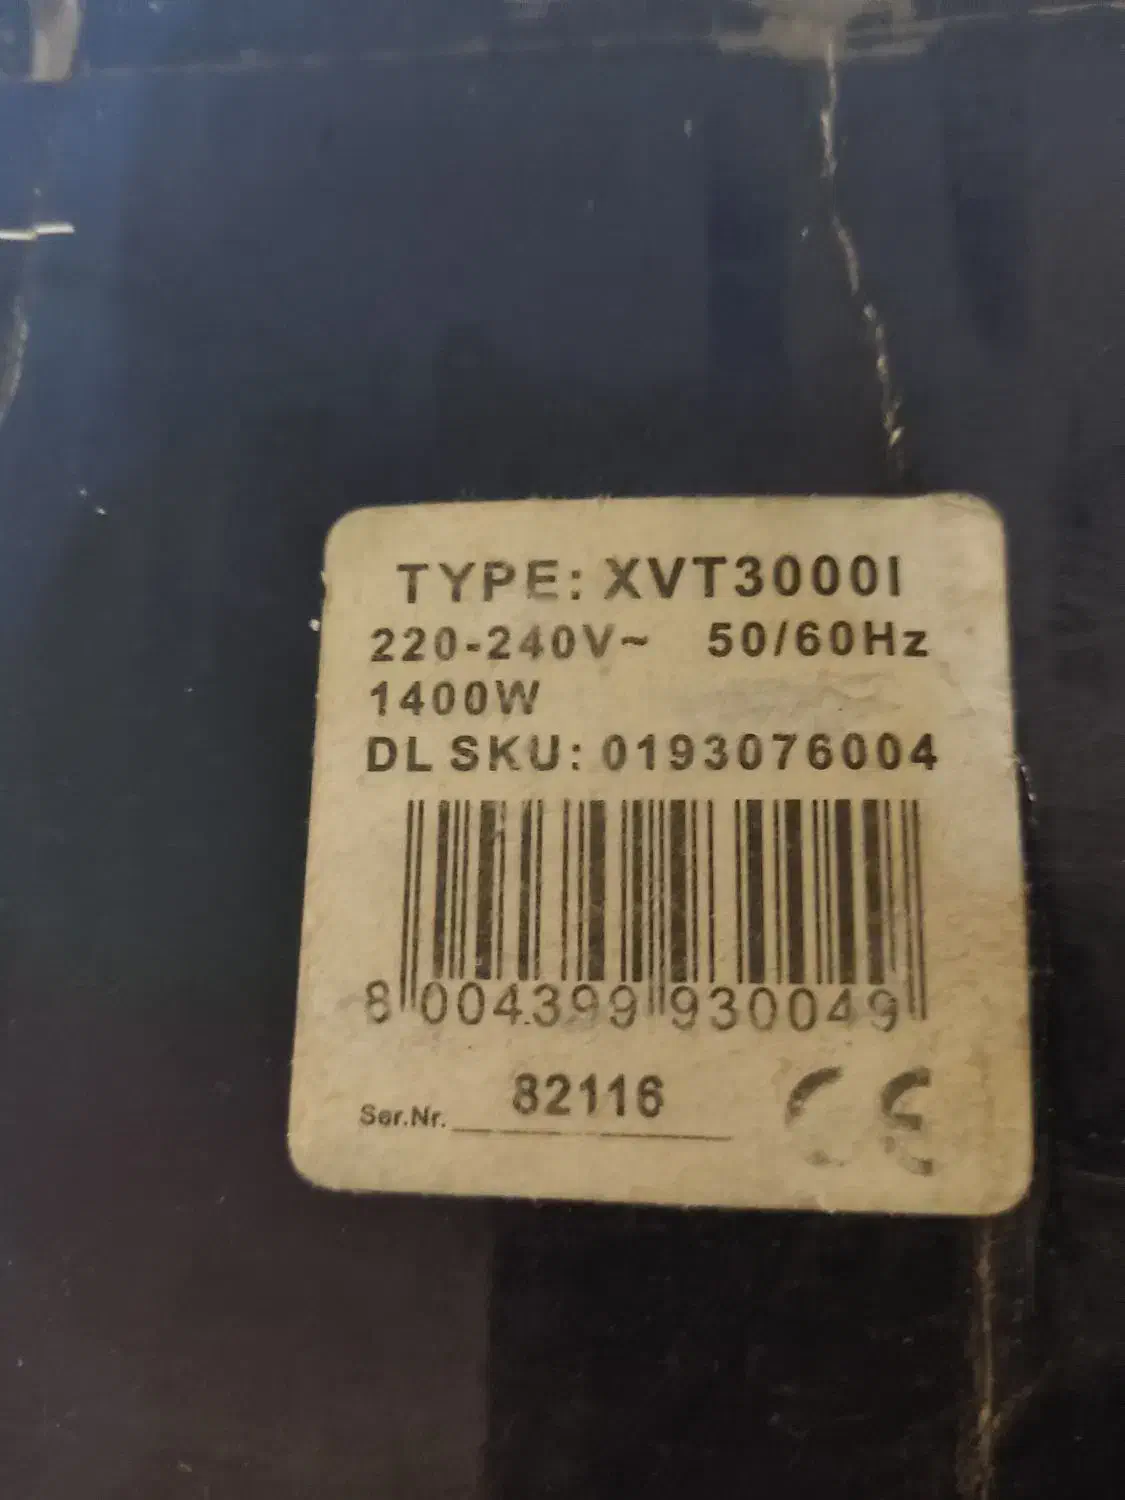 TYPE: XVT3000I
220-240V~ 50/60Hz
1400W
DL SKU: 0193076004
8 004399 930049
Ser.Nr. 82116
CE